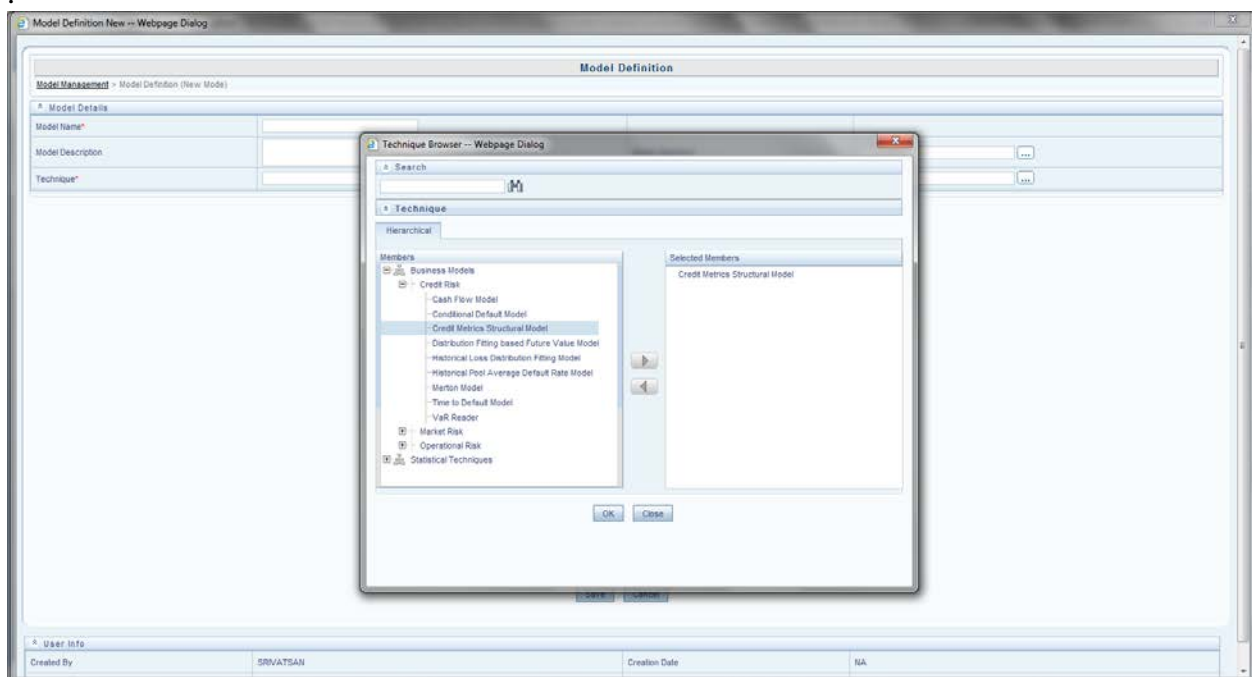 Model Definition New -- Webpage Dialog
Model Definition
Model Management > Model Definition (New Mode)
Model Details
Model Name*
Model Description
Technique*
...
...
Technique Browser -- Webpage Dialog
Search
Technique
Hierarchical
Members
Business Models
Credit Risk
Cash Flow Model
Conditional Default Model
Credit Metrics Structural Model
Distribution Fitting based Future Value Model
Historical Loss Distribution Fitting Model
Historical Pool Average Default Rate Model
Merton Model
Time to Default Model
VaR Reader
Market Risk
Operational Risk
Statistical Techniques
Selected Members
Credit Metrics Structural Model
OK Close
Save Cancel
User Info
Created By SRIVATSAN Creation Date NA